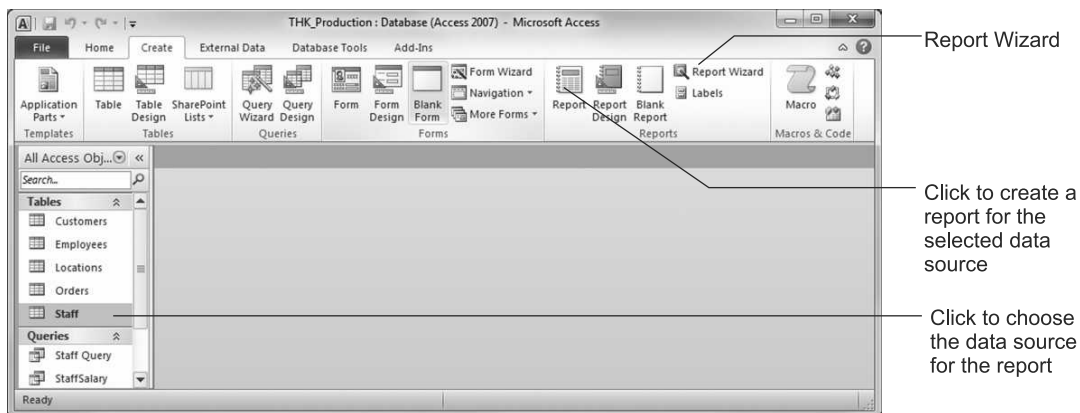 THK_Production : Database (Access 2007) - Microsoft Access
File Home Create External Data Database Tools Add-Ins
Application Parts
Table
Table Design
SharePoint Lists
Query Wizard
Query Design
Form
Form Design
Blank Form
Form Wizard
Navigation
More Forms
Report
Report Design
Blank Report
Report Wizard
Labels
Macro
Templates Tables Queries Forms Reports Macros & Code
All Access Obj...
Search...
Tables
Customers
Employees
Locations
Orders
Staff
Queries
Staff Query
StaffSalary
Ready
Report Wizard
Click to create a
report for the
selected data
source
Click to choose
the data source
for the report